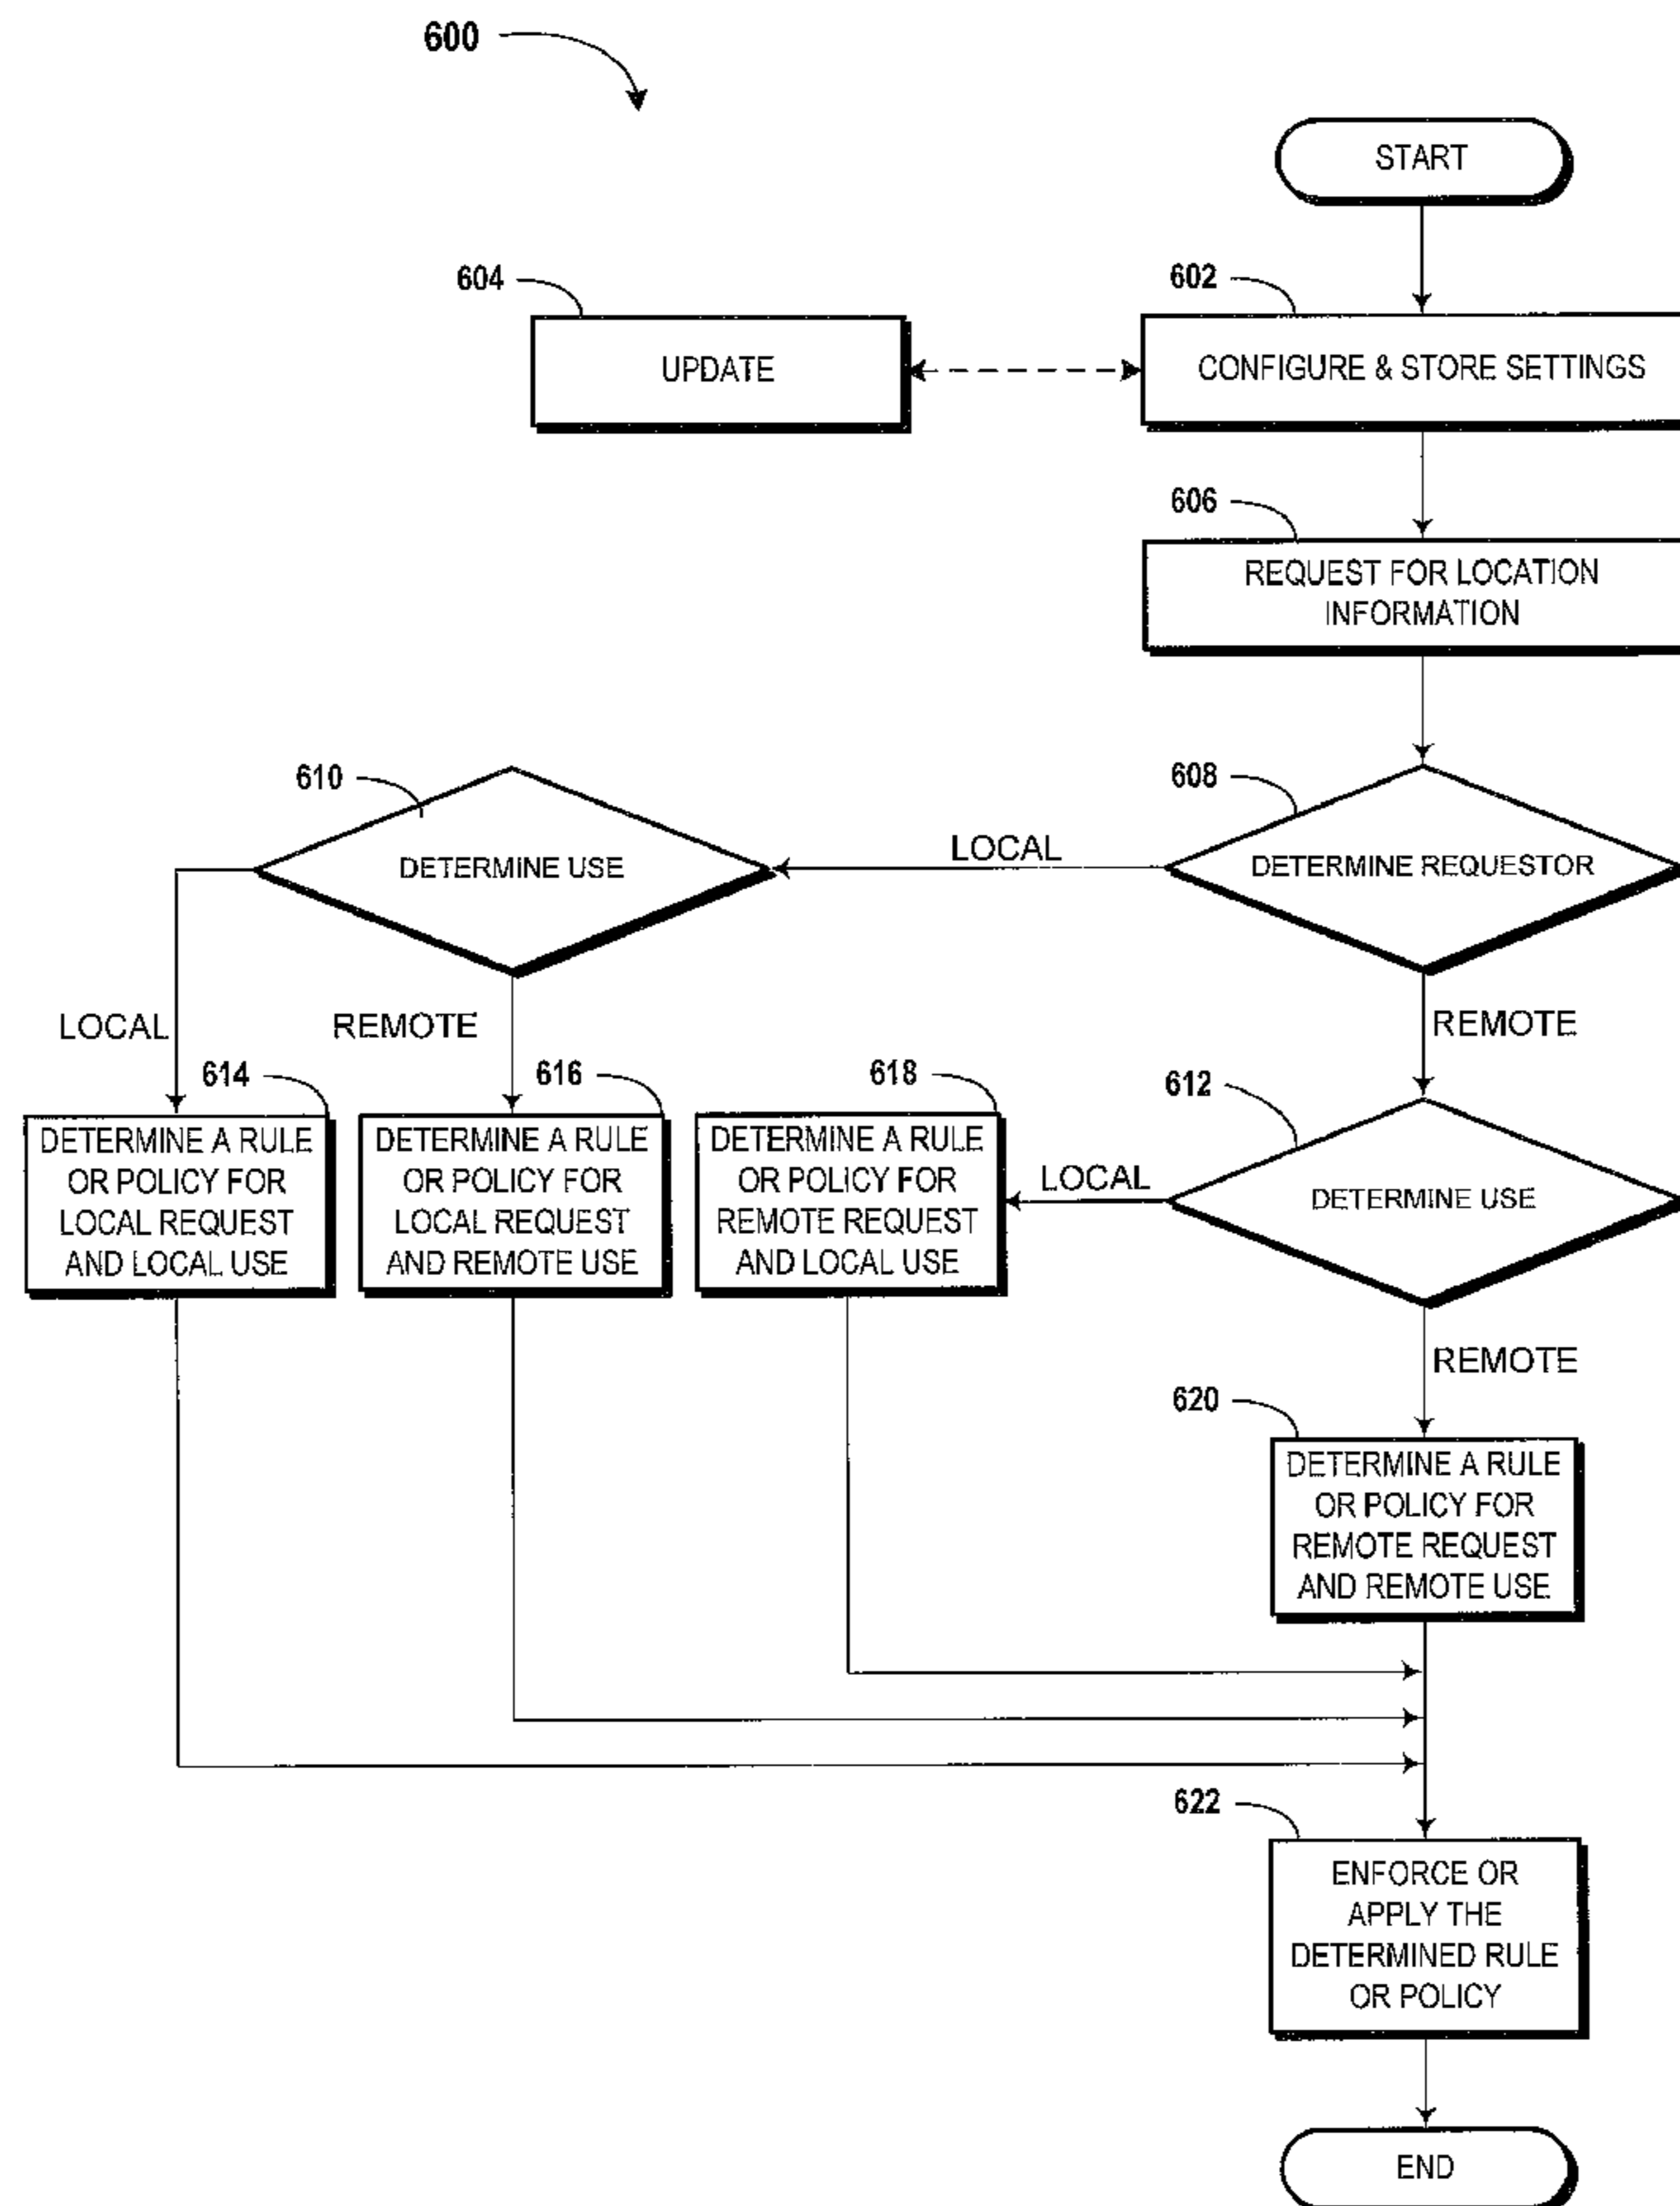 600
START
604
602
UPDATE
CONFIGURE & STORE SETTINGS
606
REQUEST FOR LOCATION
INFORMATION
610
608
DETERMINE USE
LOCAL
DETERMINE REQUESTOR
LOCAL
REMOTE
REMOTE
614
616
618
612
DETERMINE A RULE
OR POLICY FOR
LOCAL REQUEST
AND LOCAL USE
DETERMINE A RULE
OR POLICY FOR
LOCAL REQUEST
AND REMOTE USE
DETERMINE A RULE
OR POLICY FOR
REMOTE REQUEST
AND LOCAL USE
LOCAL
DETERMINE USE
REMOTE
620
DETERMINE A RULE
OR POLICY FOR
REMOTE REQUEST
AND REMOTE USE
622
ENFORCE OR
APPLY THE
DETERMINED RULE
OR POLICY
END